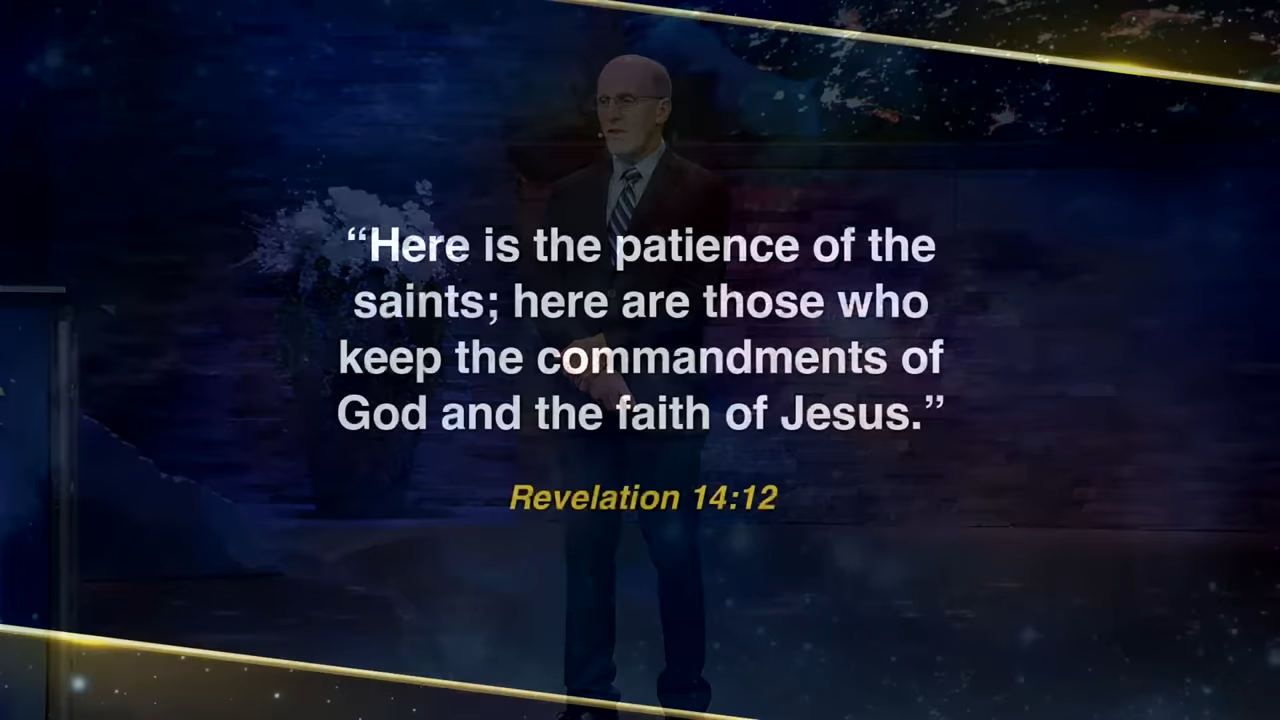 “Here is the patience of the
saints; here are those who
keep the commandments of
God and the faith of Jesus.”
Revelation 14:12